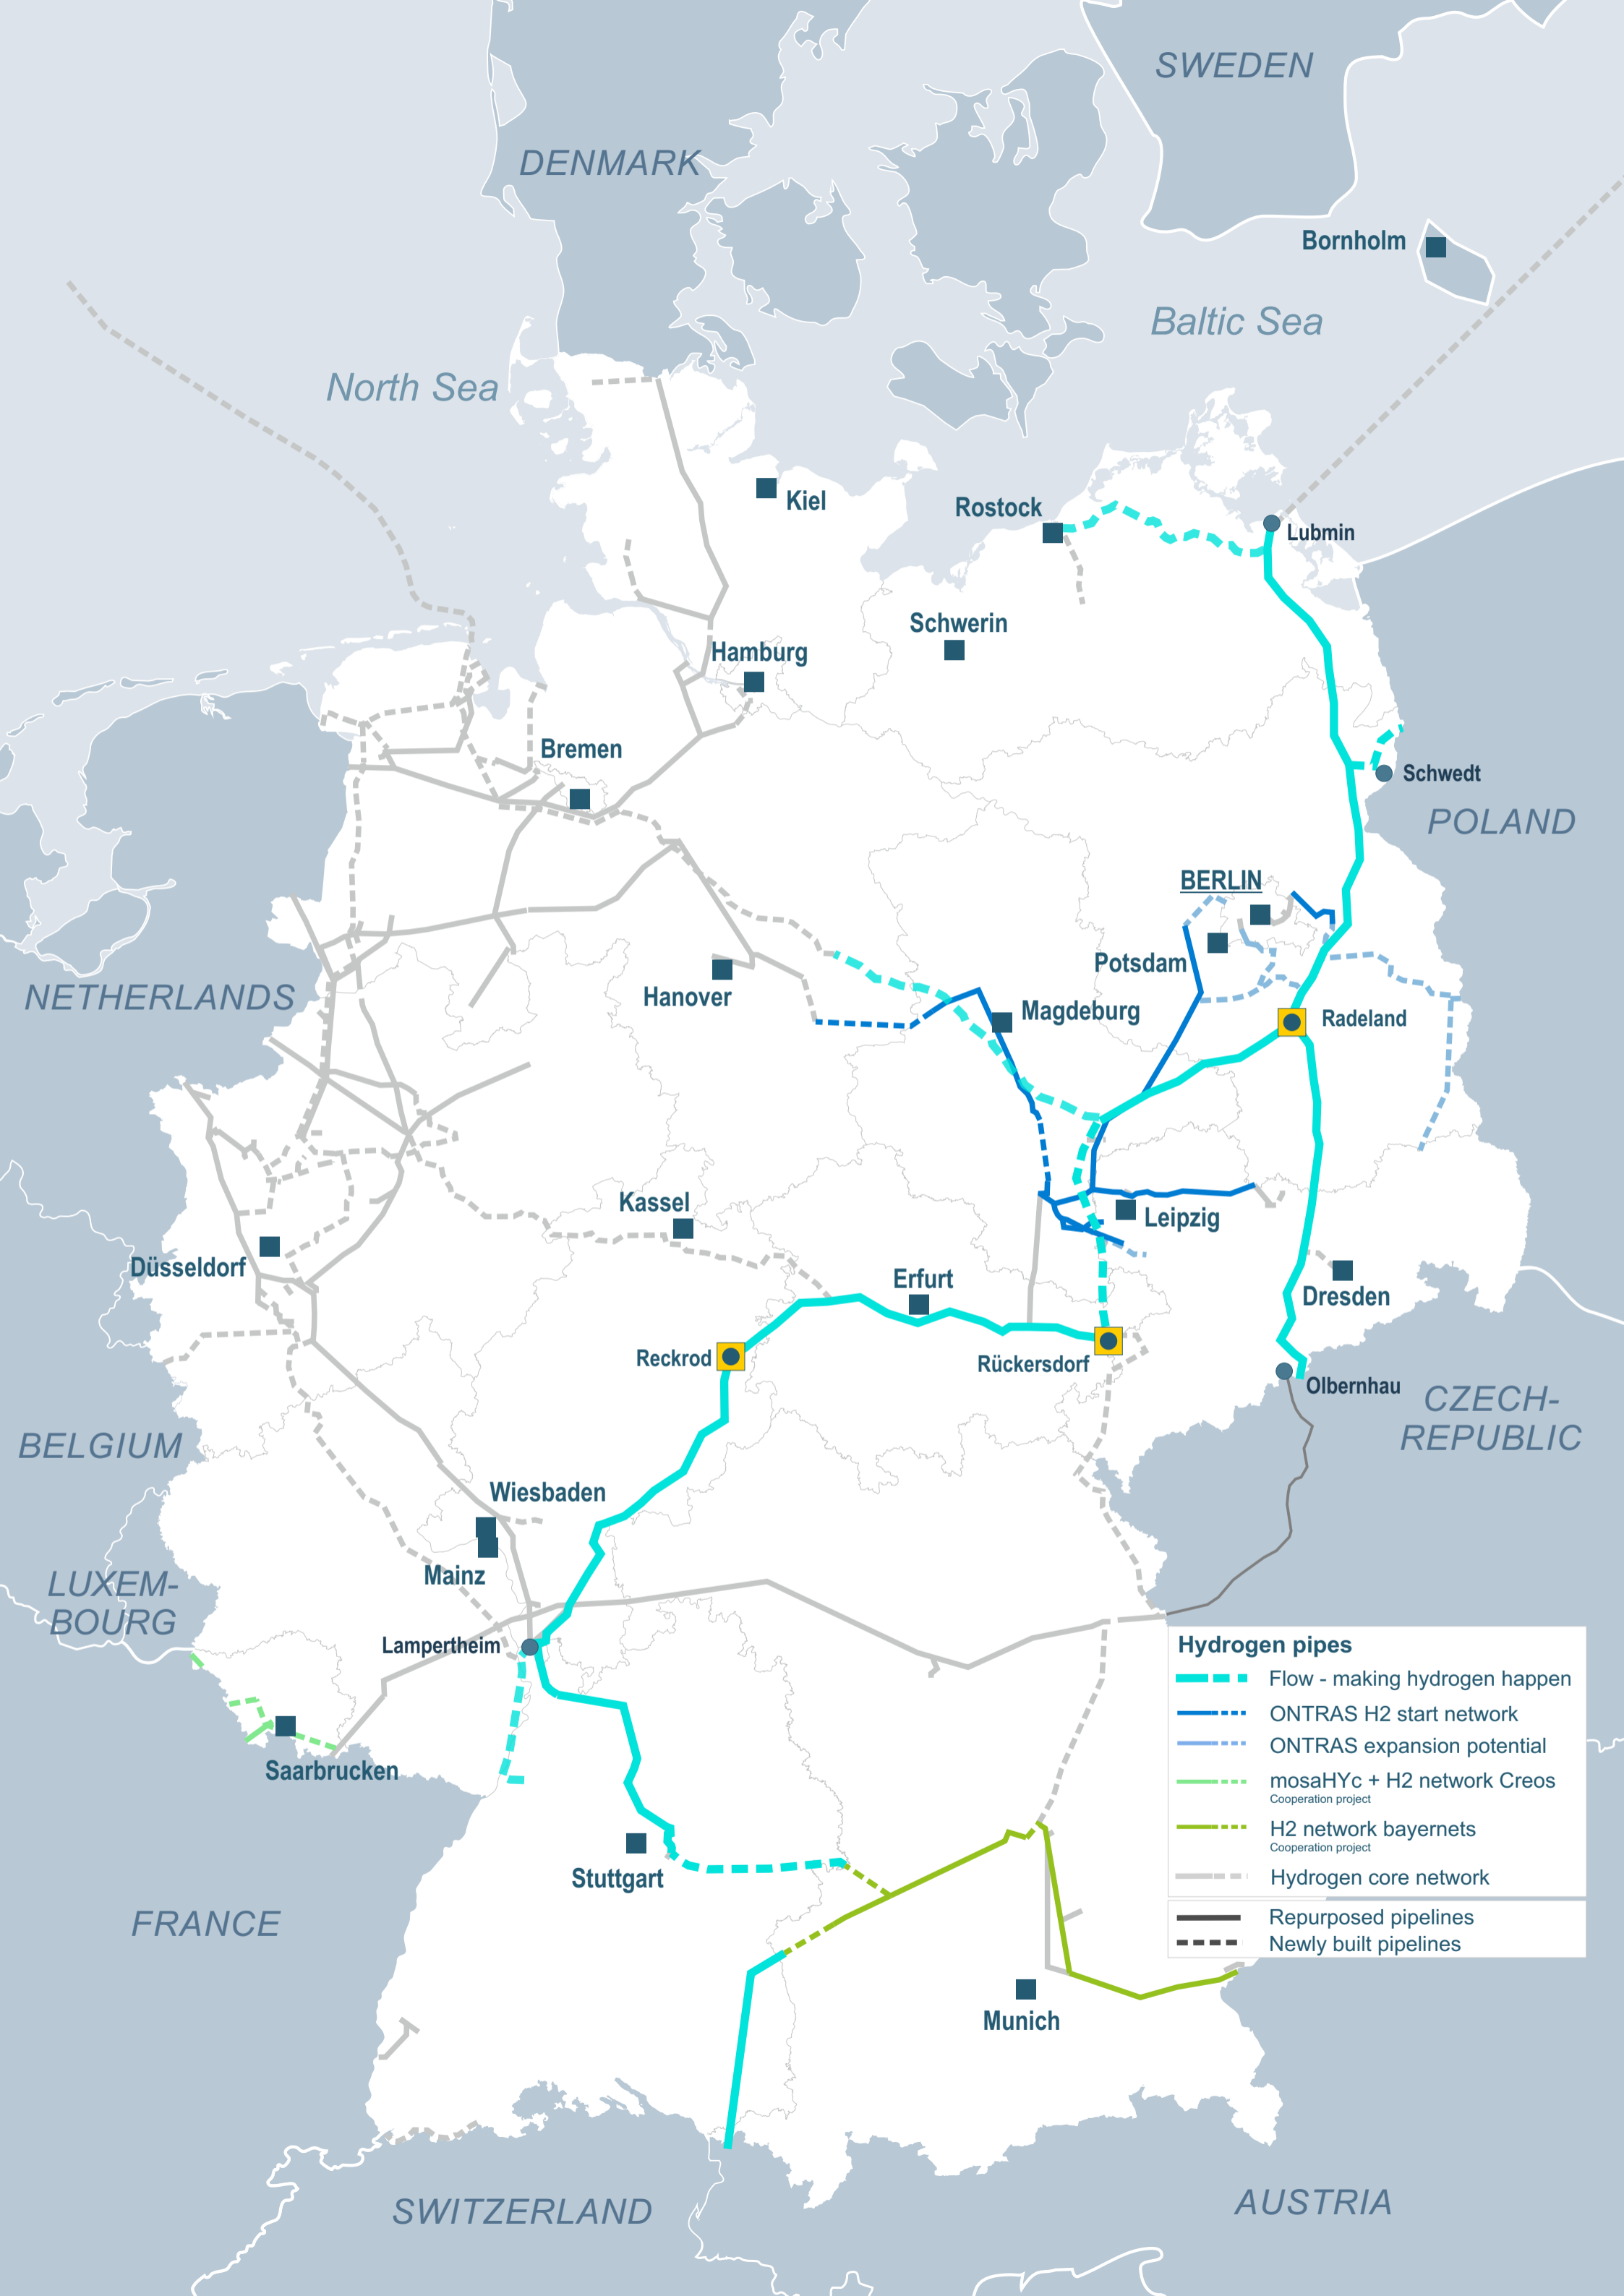 SWEDEN
DENMARK
Bornholm
Baltic Sea
North Sea
Kiel
Rostock
Lubmin
Schwerin
Hamburg
Bremen
Schwedt
POLAND
BERLIN
Potsdam
NETHERLANDS
Hanover
Magdeburg
Radeland
Kassel
Leipzig
Düsseldorf
Erfurt
Dresden
Reckrod
Rückersdorf
Olbernhau
CZECH-
REPUBLIC
BELGIUM
Wiesbaden
Mainz
LUXEM-
BOURG
Lampertheim
Saarbrucken
Stuttgart
FRANCE
Munich
SWITZERLAND
AUSTRIA
Hydrogen pipes
Flow - making hydrogen happen
ONTRAS H2 start network
ONTRAS expansion potential
mosaHYc + H2 network Creos
Cooperation project
H2 network bayernets
Cooperation project
Hydrogen core network
Repurposed pipelines
Newly built pipelines